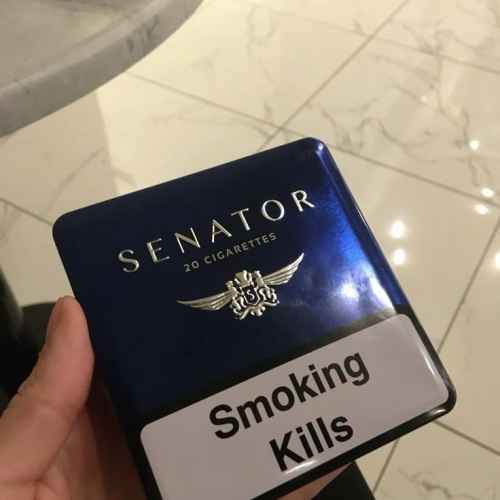 SENATOR
20 CIGARETTES
S
Smoking
Kills